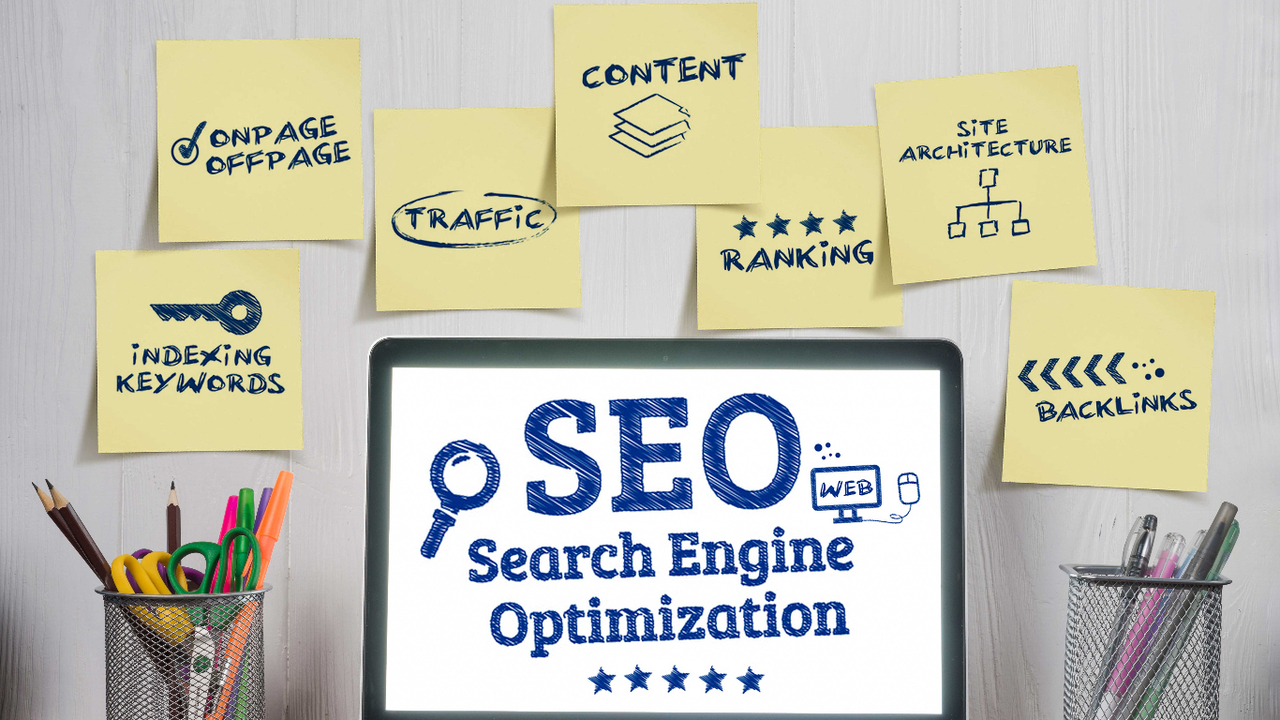 ONPAGE
OFFPAGE
TRAFFiC
CONTENT
RANKiNG
SiTE
ARCHiTECTURE
iNDEXiNG
KEYWORDS
BACKLiNKS
SEO
WEB
Search Engine
Optimization